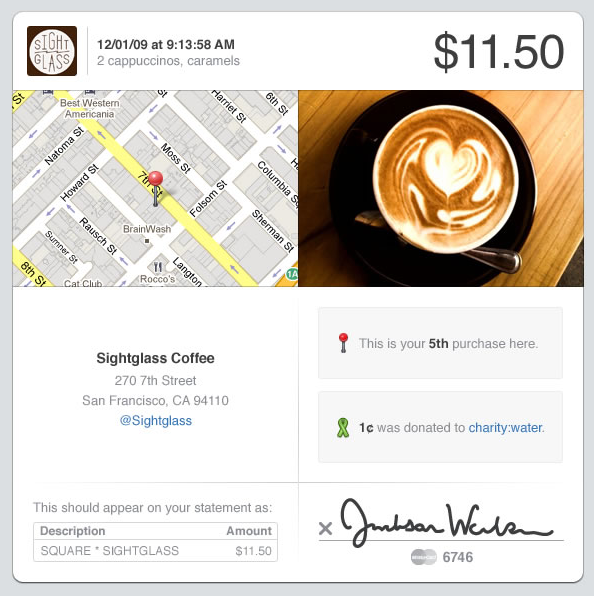 SIGHT
GLASS
12/01/09 at 9:13:58 AM
2 cappuccinos, caramels
$11.50
Best Western
Americania
Harriet St
6th St
Natoma St
Moss St
7th St
Howard St
Folsom St
Columbia Sq
BrainWash
Rausch St
Sherman St
Sumner St
8th St
Cat Club
Rocco's
Langton
1A
Sightglass Coffee
270 7th Street
San Francisco, CA 94110
@Sightglass
This is your 5th purchase here.
1¢ was donated to charity:water.
This should appear on your statement as:
Description Amount
SQUARE * SIGHTGLASS $11.50
×
6746